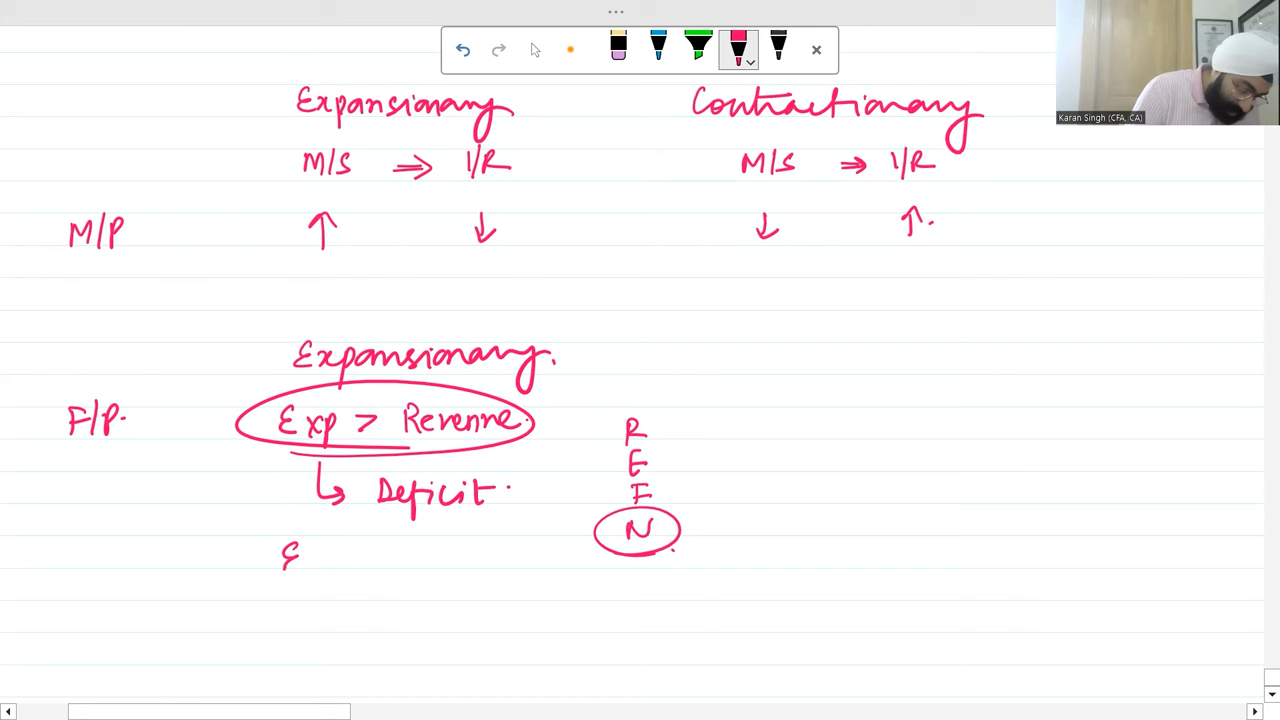 Karan Singh (CFA, CA)
Expansionary Contractionary
M/S ⇒ I/R M/S ⇒ I/R
M/P ↑ ↓ ↓ ↑.
Expansionary.
F/P. Exp > Revenue.
R
E
↳ Deficit. F
N